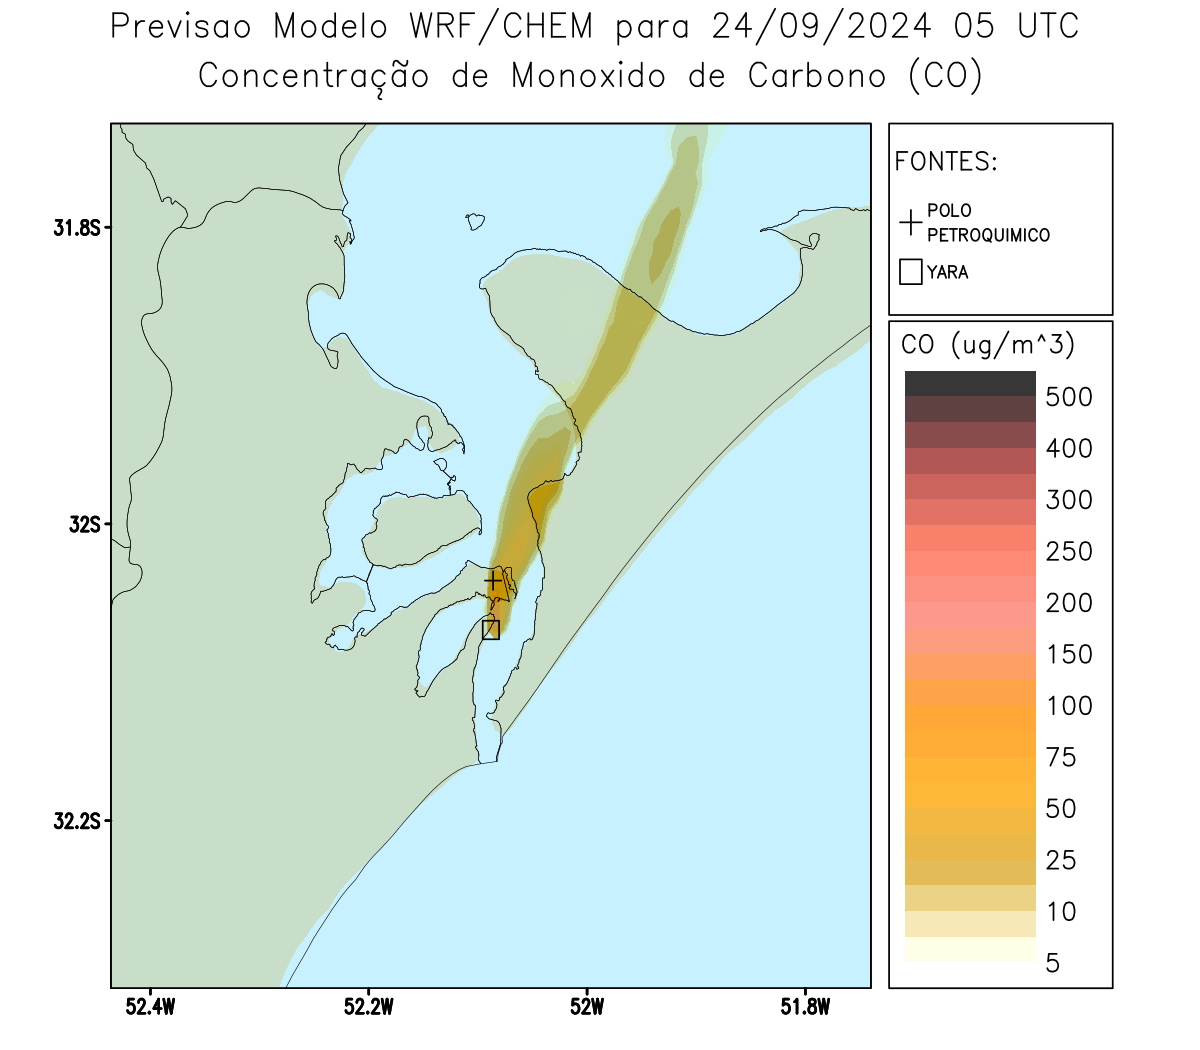 Previsao Modelo WRF/CHEM para 24/09/2024 05 UTC
Concentração de Monoxido de Carbono (CO)
FONTES:
POLO
PETROQUIMICO
YARA
CO (ug/m^3)
500
400
300
250
200
150
100
75
50
25
10
5
31.8S
32S
32.2S
52.4W
52.2W
52W
51.8W